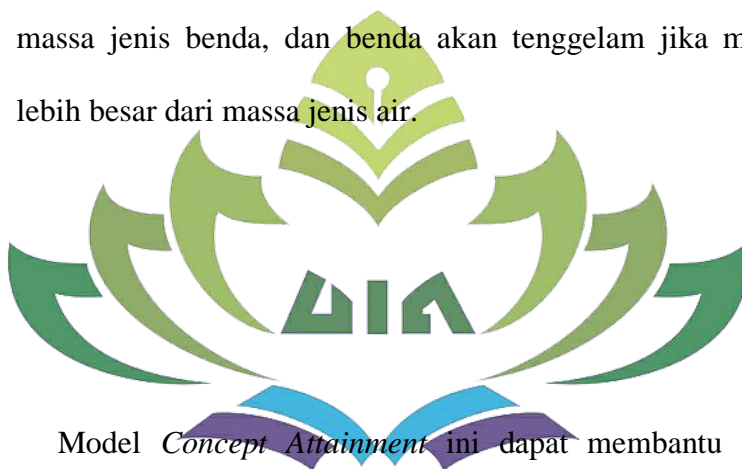 massa jenis benda, dan benda akan tenggelam jika
lebih besar dari massa jenis air.
UIN
Model Concept Attainment ini dapat membantu